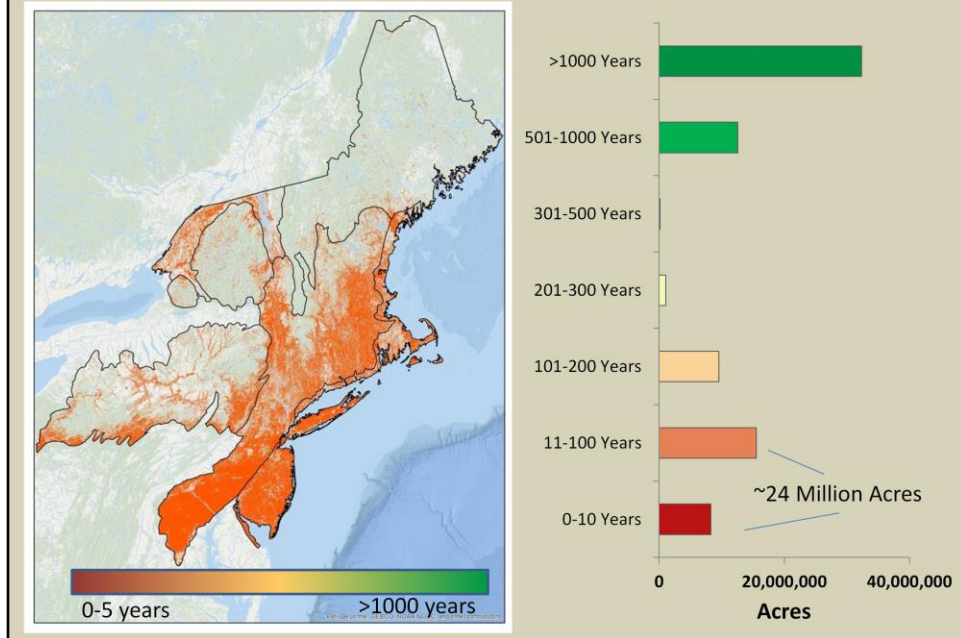 0-5 years
>1000 years
>1000 Years
501-1000 Years
301-500 Years
201-300 Years
101-200 Years
11-100 Years
0-10 Years
~24 Million Acres
0
20,000,000
40,000,000
Acres